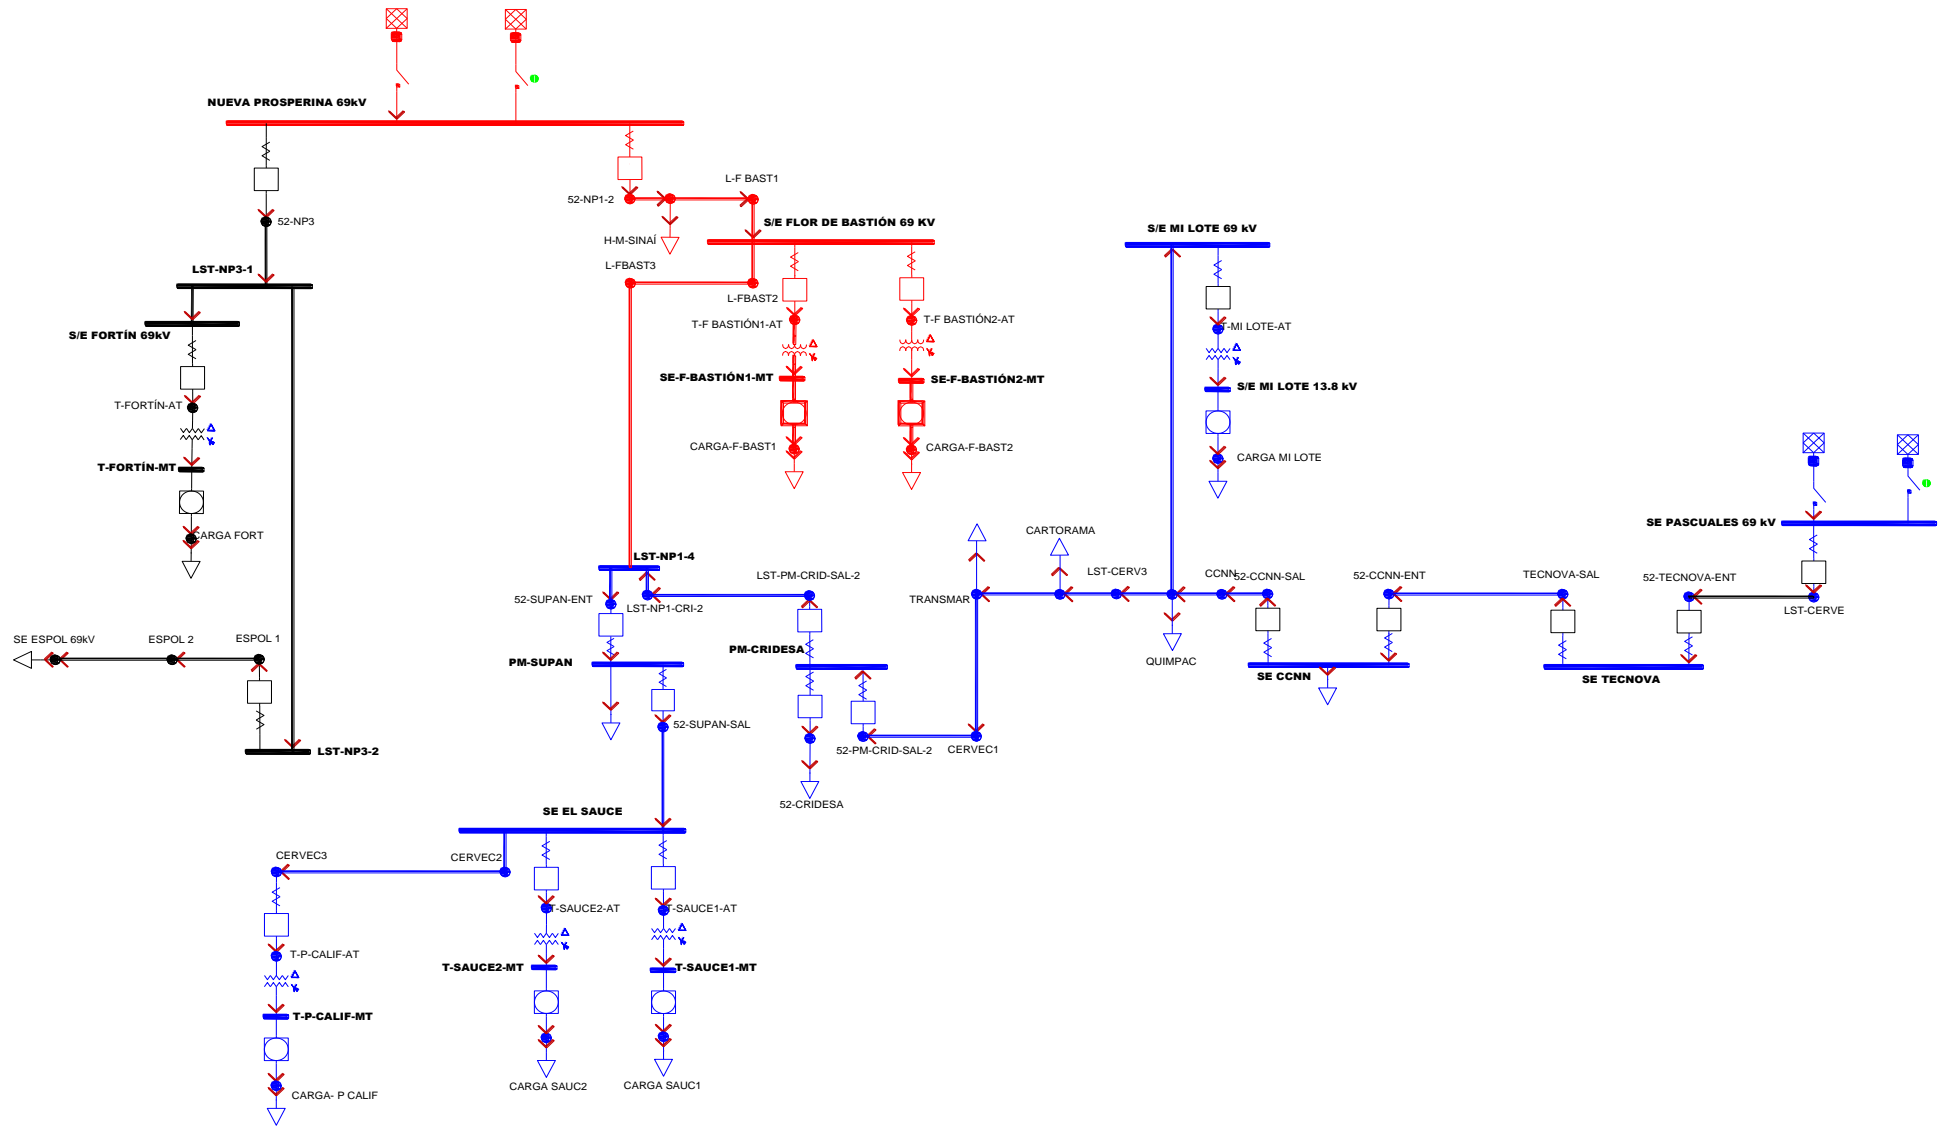 NUEVA PROSPERINA 69kV
L-F BAST1
52-NP1-2
52-NP3
S/E FLOR DE BASTIÓN 69 KV
S/E MI LOTE 69 kV
H-M-SINAÍ
LST-NP3-1
L-FBAST3
L-FBAST2
S/E FORTÍN 69kV
T-F BASTIÓN1-AT
T-F BASTIÓN2-AT
T-MI LOTE-AT
SE-F-BASTIÓN1-MT
SE-F-BASTIÓN2-MT
S/E MI LOTE 13.8 kV
T-FORTÍN-AT
CARGA-F-BAST1
CARGA-F-BAST2
CARGA MI LOTE
T-FORTÍN-MT
SE PASCUALES 69 kV
CARGA FORT
CARTORAMA
LST-NP1-4
LST-PM-CRID-SAL-2
LST-CERV3
CCNN
52-CCNN-SAL
52-CCNN-ENT
TECNOVA-SAL
52-TECNOVA-ENT
52-SUPAN-ENT
LST-NP1-CRI-2
TRANSMAR
LST-CERVE
SE ESPOL 69kV
ESPOL 2
ESPOL 1
PM-SUPAN
PM-CRIDESA
QUIMPAC
SE CCNN
SE TECNOVA
52-SUPAN-SAL
LST-NP3-2
52-PM-CRID-SAL-2
CERVEC1
52-CRIDESA
SE EL SAUCE
CERVEC3
CERVEC2
T-SAUCE2-AT
T-SAUCE1-AT
T-P-CALIF-AT
T-SAUCE2-MT
T-SAUCE1-MT
T-P-CALIF-MT
CARGA SAUC2
CARGA SAUC1
CARGA- P CALIF